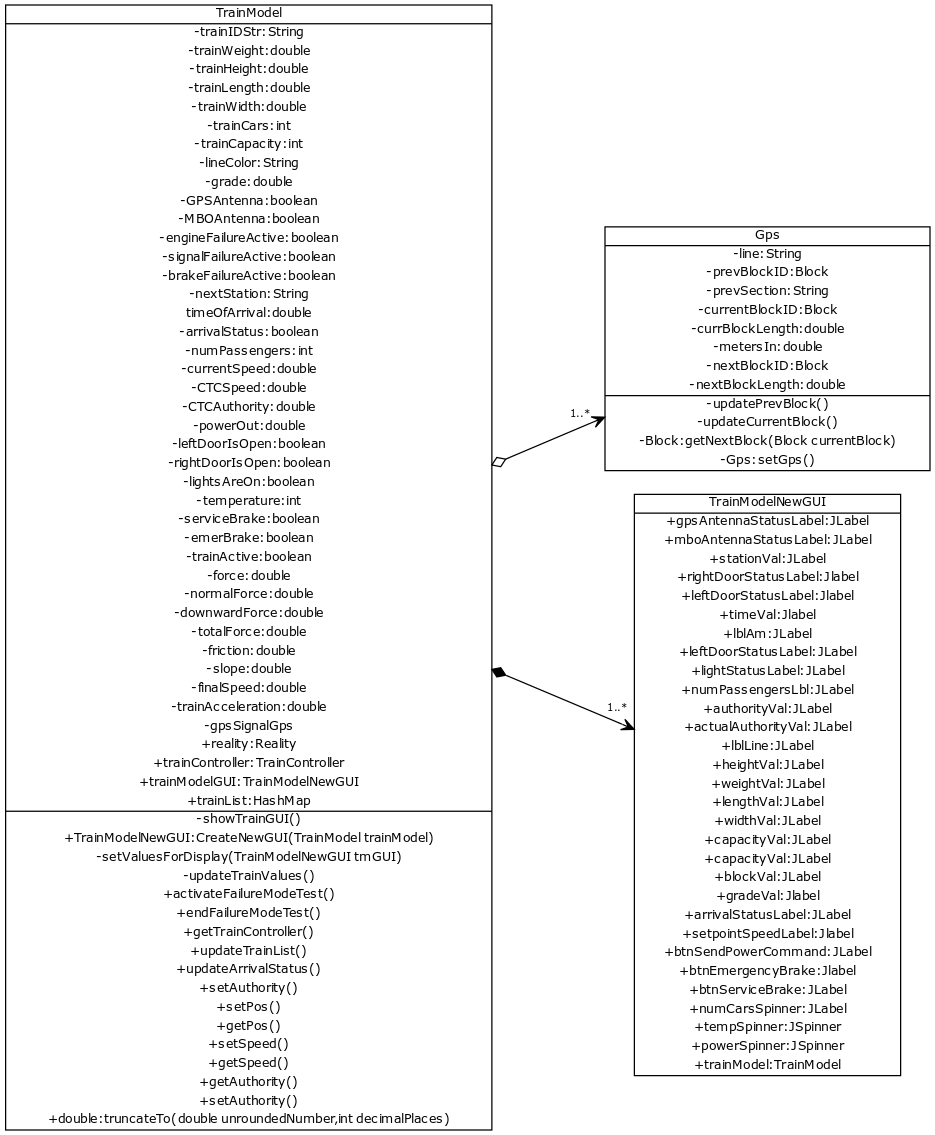 TrainModel
-trainIDStr:String
-trainWeight:double
-trainHeight:double
-trainLength:double
-trainWidth:double
-trainCars:int
-trainCapacity:int
-lineColor:String
-grade:double
-GPSAntenna:boolean
-MBOAntenna:boolean
-engineFailureActive:boolean
-signalFailureActive:boolean
-brakeFailureActive:boolean
-nextStation:String
timeOfArrival:double
-arrivalStatus:boolean
-numPassengers:int
-currentSpeed:double
-CTCSpeed:double
-CTCAuthority:double
-powerOut:double
-leftDoorIsOpen:boolean
-rightDoorIsOpen:boolean
-lightsAreOn:boolean
-temperature:int
-serviceBrake:boolean
-emerBrake:boolean
-trainActive:boolean
-force:double
-normalForce:double
-downwardForce:double
-totalForce:double
-friction:double
-slope:double
-finalSpeed:double
-trainAcceleration:double
-gpsSignalGps
+reality:Reality
+trainController:TrainController
+trainModelGUI:TrainModelNewGUI
+trainList:HashMap
-showTrainGUI()
+TrainModelNewGUI:CreateNewGUI(TrainModel trainModel)
-setValuesForDisplay(TrainModelNewGUI tmGUI)
-updateTrainValues()
+activateFailureModeTest()
+endFailureModeTest()
+getTrainController()
+updateTrainList()
+updateArrivalStatus()
+setAuthority()
+setPos()
+getPos()
+setSpeed()
+getSpeed()
+getAuthority()
+setAuthority()
+double:truncateTo(double unroundedNumber,int decimalPlaces)
1..*
Gps
-line:String
-prevBlockID:Block
-prevSection:String
-currentBlockID:Block
-currBlockLength:double
-metersIn:double
-nextBlockID:Block
-nextBlockLength:double
-updatePrevBlock()
-updateCurrentBlock()
-Block:getNextBlock(Block currentBlock)
-Gps:setGps()
1..*
TrainModelNewGUI
+gpsAntennaStatusLabel:JLabel
+mboAntennaStatusLabel:JLabel
+stationVal:JLabel
+rightDoorStatusLabel:Jlabel
+leftDoorStatusLabel:Jlabel
+timeVal:Jlabel
+lblAm:JLabel
+leftDoorStatusLabel:JLabel
+lightStatusLabel:JLabel
+numPassengersLbl:JLabel
+authorityVal:JLabel
+actualAuthorityVal:JLabel
+lblLine:JLabel
+heightVal:JLabel
+weightVal:JLabel
+lengthVal:JLabel
+widthVal:JLabel
+capacityVal:JLabel
+capacityVal:JLabel
+blockVal:JLabel
+gradeVal:Jlabel
+arrivalStatusLabel:JLabel
+setpointSpeedLabel:Jlabel
+btnSendPowerCommand:JLabel
+btnEmergencyBrake:Jlabel
+btnServiceBrake:JLabel
+numCarsSpinner:JLabel
+tempSpinner:JSpinner
+powerSpinner:JSpinner
+trainModel:TrainModel